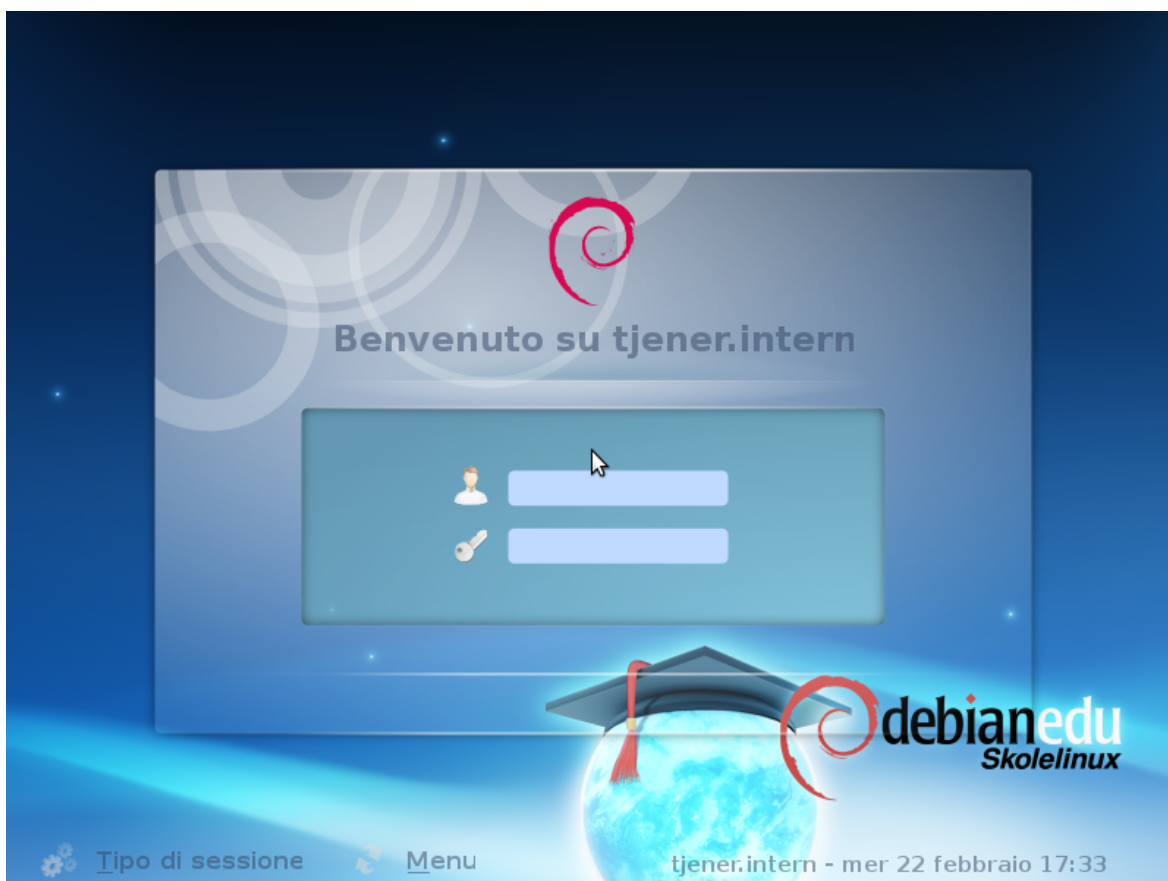 Benvenuto su tjener.intern
debianedu
Skolelinux
Tipo di sessione
Menu
tjener.intern - mer 22 febbraio 17:33